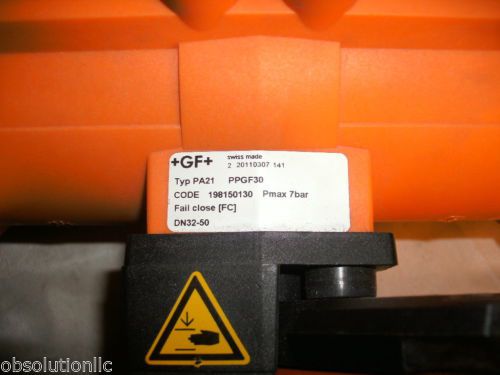 +GF+
swiss made
2 20110307 141
Typ PA21 PPGF30
CODE 198150130 Pmax 7bar
Fail close [FC]
DN32-50
obsolutionllc